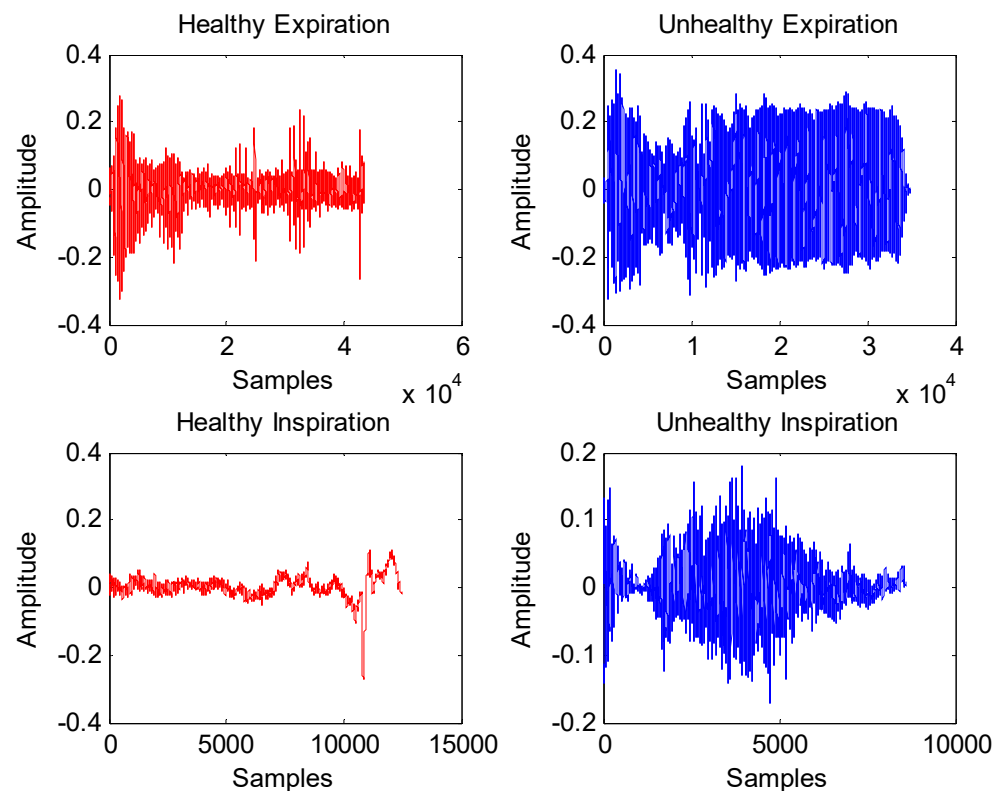 Healthy Expiration
0.4
0.2
0
-0.2
-0.4
Amplitude
0 2 4 6
Samples
x 10^4
Unhealthy Expiration
0.4
0.2
0
-0.2
-0.4
Amplitude
0 1 2 3 4
Samples
x 10^4
Healthy Inspiration
0.4
0.2
0
-0.2
-0.4
Amplitude
0 5000 10000 15000
Samples
Unhealthy Inspiration
0.2
0.1
0
-0.1
-0.2
Amplitude
0 5000 10000
Samples